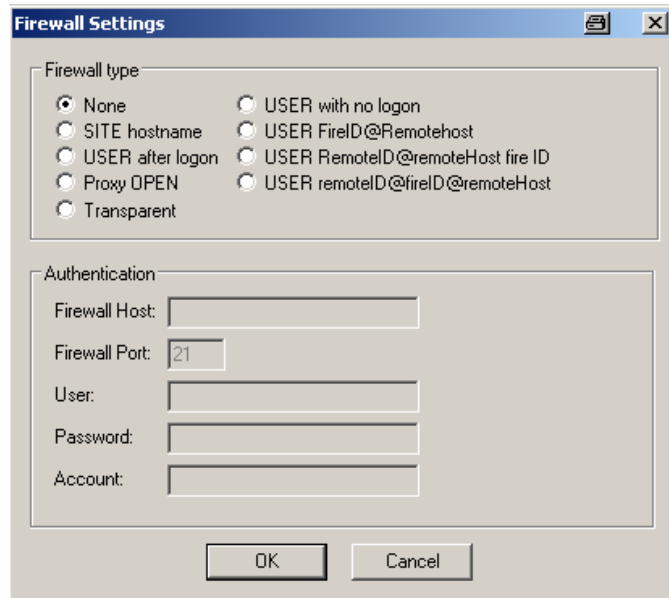 Firewall Settings
Firewall type
None
SITE hostname
USER after logon
Proxy OPEN
Transparent
USER with no logon
USER FireID@Remotehost
USER RemoteID@remoteHost fire ID
USER remoteID@fireID@remoteHost
Authentication
Firewall Host:
Firewall Port: 21
User:
Password:
Account:
OK
Cancel